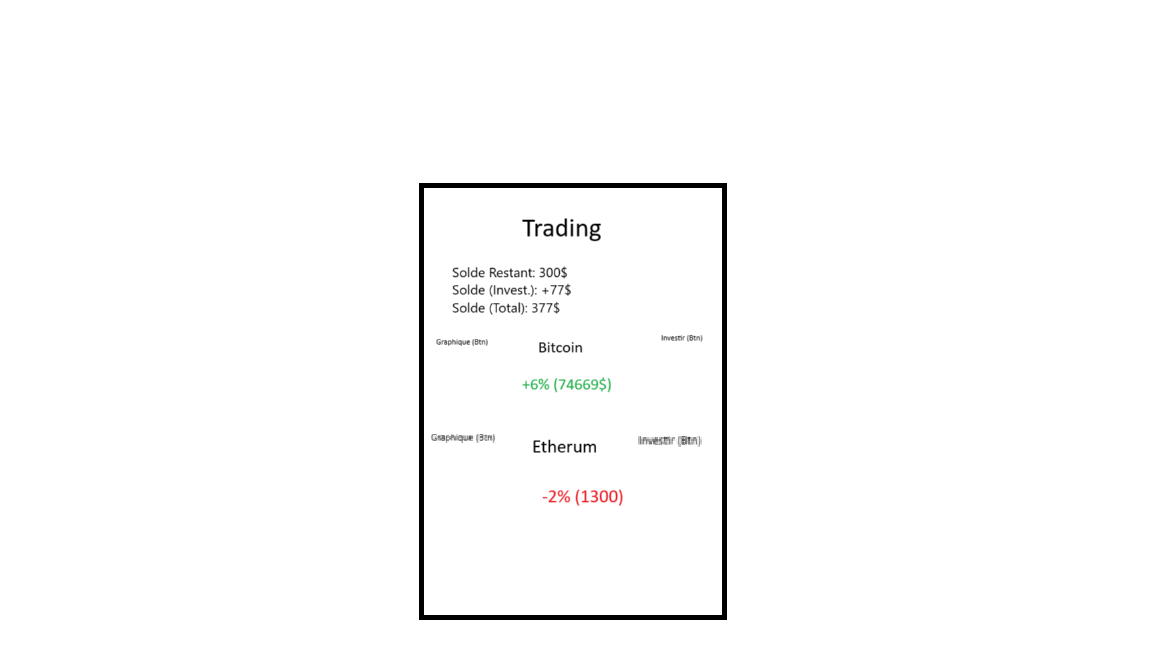 Trading
Solde Restant: 300$
Solde (Invest.): +77$
Solde (Total): 377$
Graphique (Btn)
Bitcoin
Investir (Btn)
+6% (74669$)
Graphique (Btn)
Etherum
Investir (Btn)
-2% (1300)